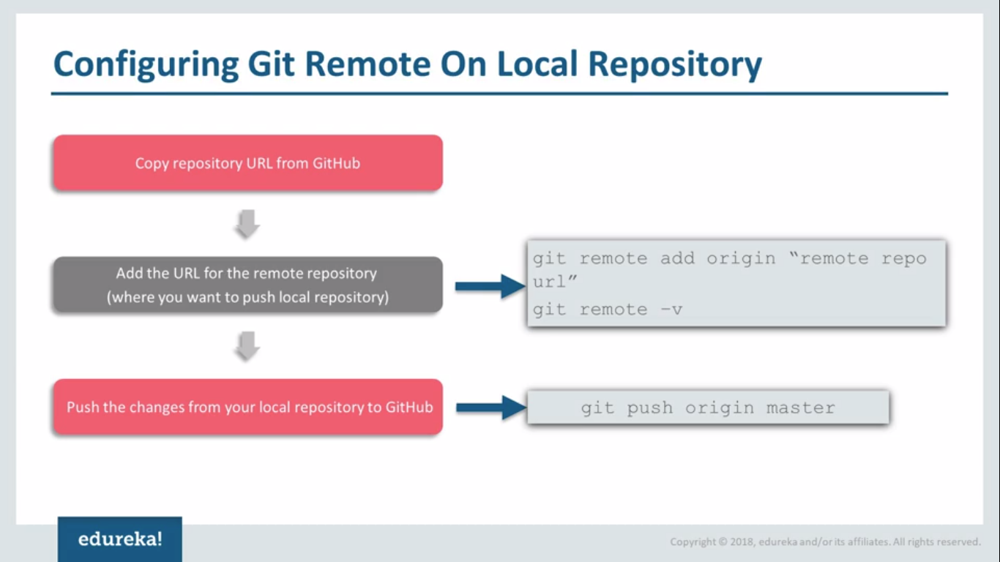 Configuring Git Remote On Local Repository
Copy repository URL from GitHub
Add the URL for the remote repository
(where you want to push local repository)
git remote add origin “remote repo
url”
git remote –v
Push the changes from your local repository to GitHub
git push origin master
edureka!
Copyright © 2018, edureka and/or its affiliates. All rights reserved.